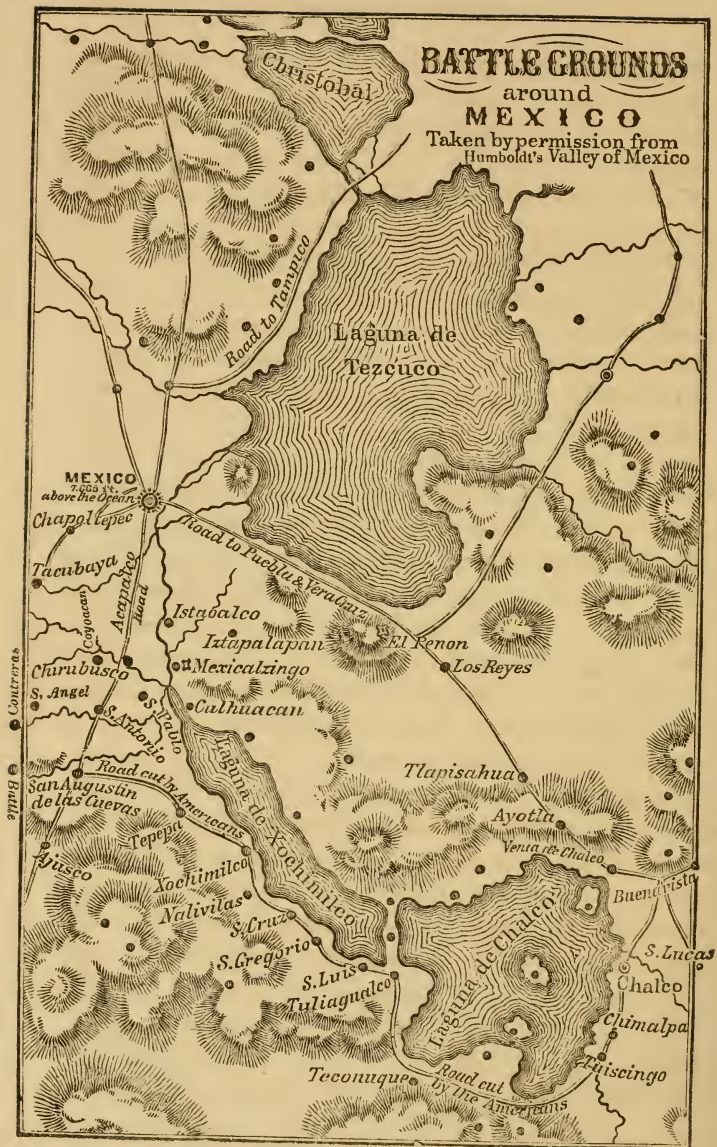 BATTLE GROUNDS
around
MEXICO
Taken by permission from
Humboldt's Valley of Mexico
Christobal
Road to Tampico
Laguna de
Tezcuco
MEXICO
above the Ocean
Chapoltepec
Road to Puebla & Vera Cruz
Tacubaya
Acapalco
Road
Coyoacan
Istaoalco
Iztapalapan
El Penon
Chirubusco
Mexicalzingo
Los Reyes
S. Angel
Contreras
S. Pablo
Culhuacan
S. Antonio
Battle
San Augustin
de las Cuevas
Road cut by Americans
Laguna de Xochimilco
Tlapisahua
Tepepa
Ayotla
Ajusco
Xochimilco
Venta de Chalco
Nalivilas
Buenavista
S. Cruz
Laguna de Chalco
S. Lucas
S. Gregorio
S. Luis
Chalco
Tuliagualco
Chimalpa
Tuiscingo
Teconuque
Road cut
by the Americans